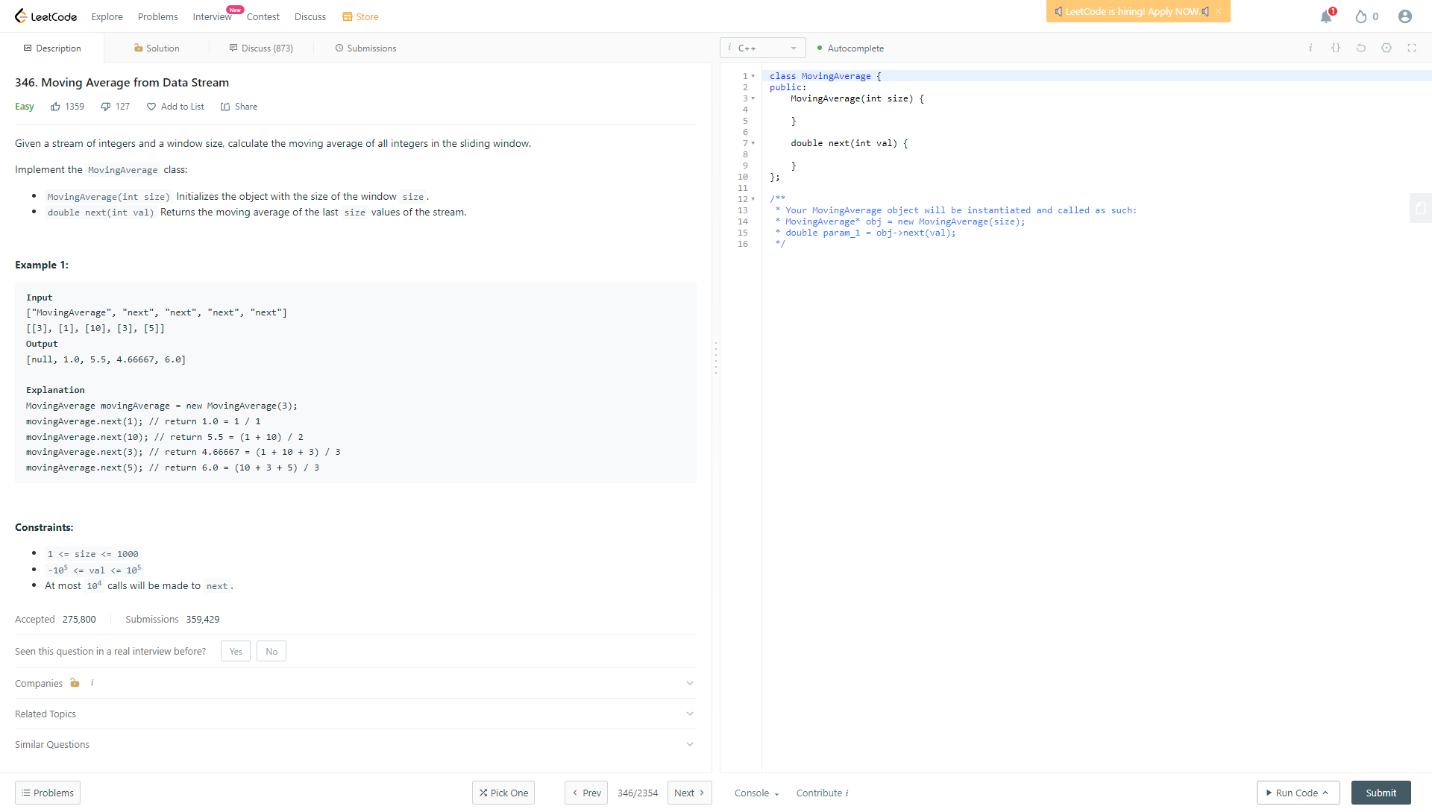 LeetCode Explore Problems Interview New Contest Discuss Store LeetCode is hiring! Apply NOW. × 1 0
Description Solution Discuss (873) Submissions
i C++ Autocomplete i {}
346. Moving Average from Data Stream
Easy 1359 127 Add to List Share
Given a stream of integers and a window size, calculate the moving average of all integers in the sliding window.
Implement the MovingAverage class:
• MovingAverage(int size) Initializes the object with the size of the window size.
• double next(int val) Returns the moving average of the last size values of the stream.
Example 1:
Input
["MovingAverage", "next", "next", "next", "next"]
[[3], [1], [10], [3], [5]]
Output
[null, 1.0, 5.5, 4.66667, 6.0]
Explanation
MovingAverage movingAverage = new MovingAverage(3);
movingAverage.next(1); // return 1.0 = 1 / 1
movingAverage.next(10); // return 5.5 = (1 + 10) / 2
movingAverage.next(3); // return 4.66667 = (1 + 10 + 3) / 3
movingAverage.next(5); // return 6.0 = (10 + 3 + 5) / 3
Constraints:
• 1 <= size <= 1000
• -10⁵ <= val <= 10⁵
• At most 10⁴ calls will be made to next.
Accepted 275,800 Submissions 359,429
Seen this question in a real interview before? Yes No
Companies i
Related Topics
Similar Questions
Problems Pick One < Prev 346/2354 Next >
1 class MovingAverage {
2 public:
3 MovingAverage(int size) {
4
5 }
6
7 double next(int val) {
8
9 }
10 };
11
12 /**
13 * Your MovingAverage object will be instantiated and called as such:
14 * MovingAverage* obj = new MovingAverage(size);
15 * double param_1 = obj->next(val);
16 */
Console Contribute i Run Code Submit